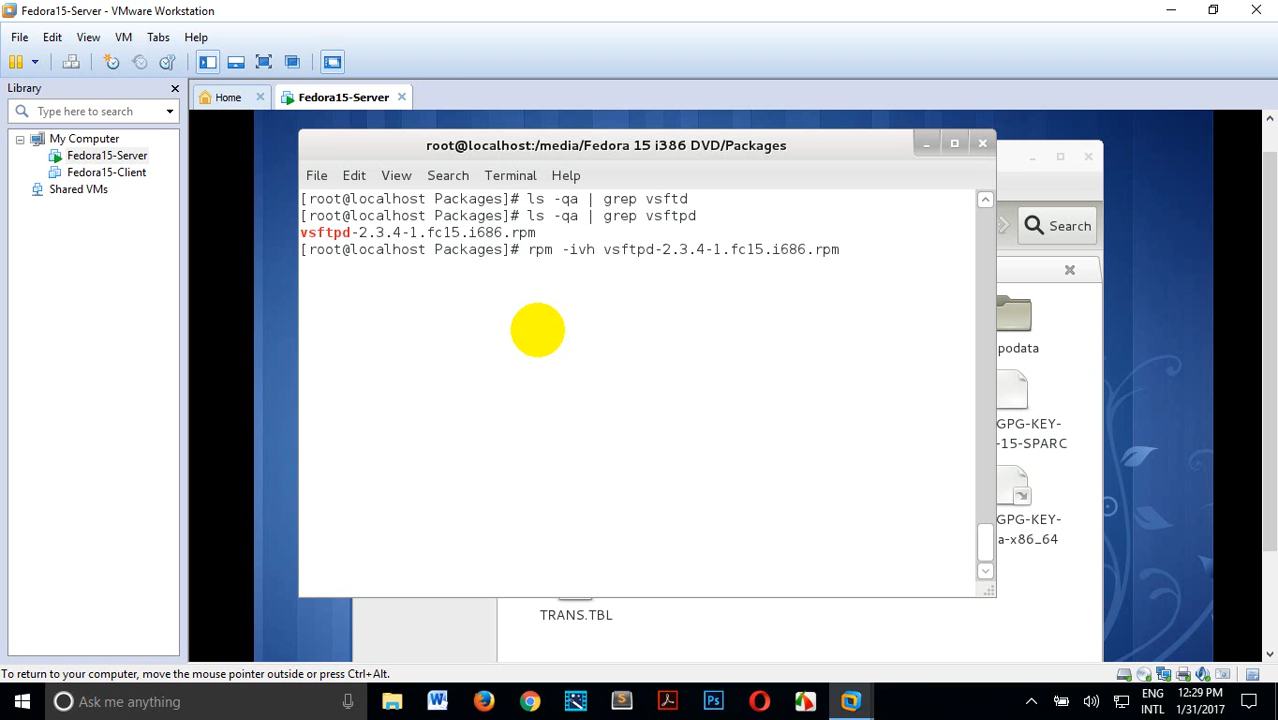 Fedora15-Server - VMware Workstation
File Edit View VM Tabs Help
Library
Type here to search
My Computer
Fedora15-Server
Fedora15-Client
Shared VMs
Home
Fedora15-Server
root@localhost:/media/Fedora 15 i386 DVD/Packages
File Edit View Search Terminal Help
[root@localhost Packages]# ls -qa | grep vsftd
[root@localhost Packages]# ls -qa | grep vsftpd
vsftpd-2.3.4-1.fc15.i686.rpm
[root@localhost Packages]# rpm -ivh vsftpd-2.3.4-1.fc15.i686.rpm
Search
podata
GPG-KEY-
-15-SPARC
GPG-KEY-
a-x86_64
TRANS.TBL
To return to your computer, move the mouse pointer outside or press Ctrl+Alt.
Ask me anything
ENG
INTL
12:29 PM
1/31/2017